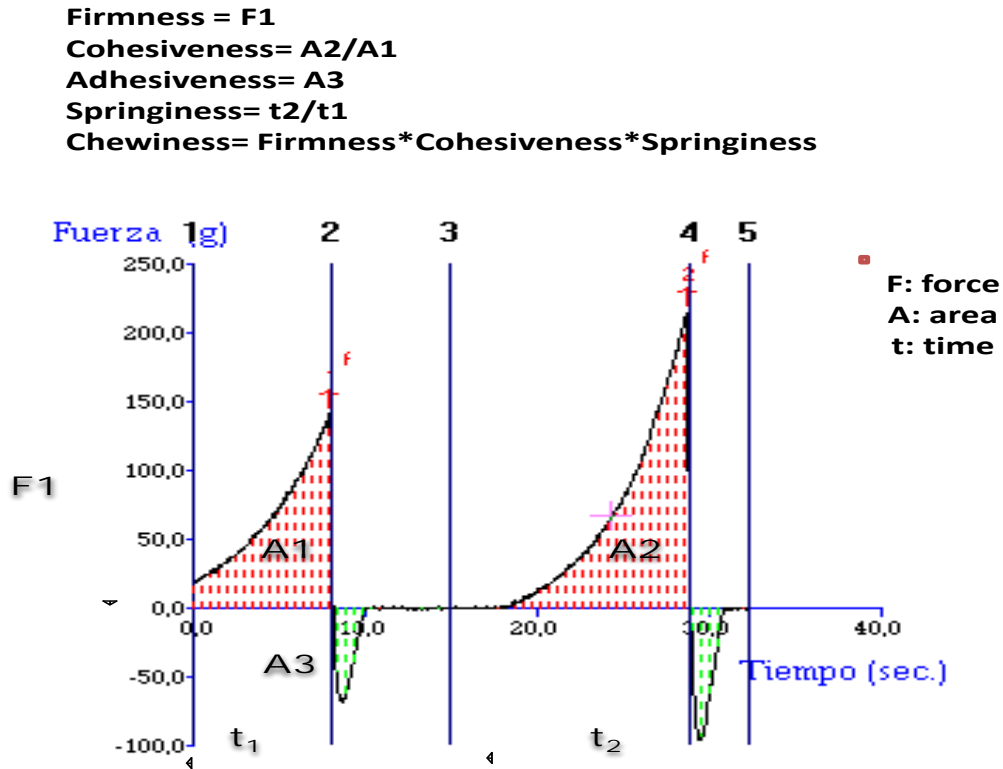 Firmness = F1
Cohesiveness= A2/A1
Adhesiveness= A3
Springiness= t2/t1
Chewiness= Firmness*Cohesiveness*Springiness
Fuerza (g) 1 2 3 4 5
250,0
200,0
150,0
100,0
50,0
0,0
-50,0
-100,0
f
1
f
2
1
F: force
A: area
t: time
F1
A1
A2
0,0 10,0 20,0 30,0 40,0
A3
Tiempo (sec.)
t₁
t₂